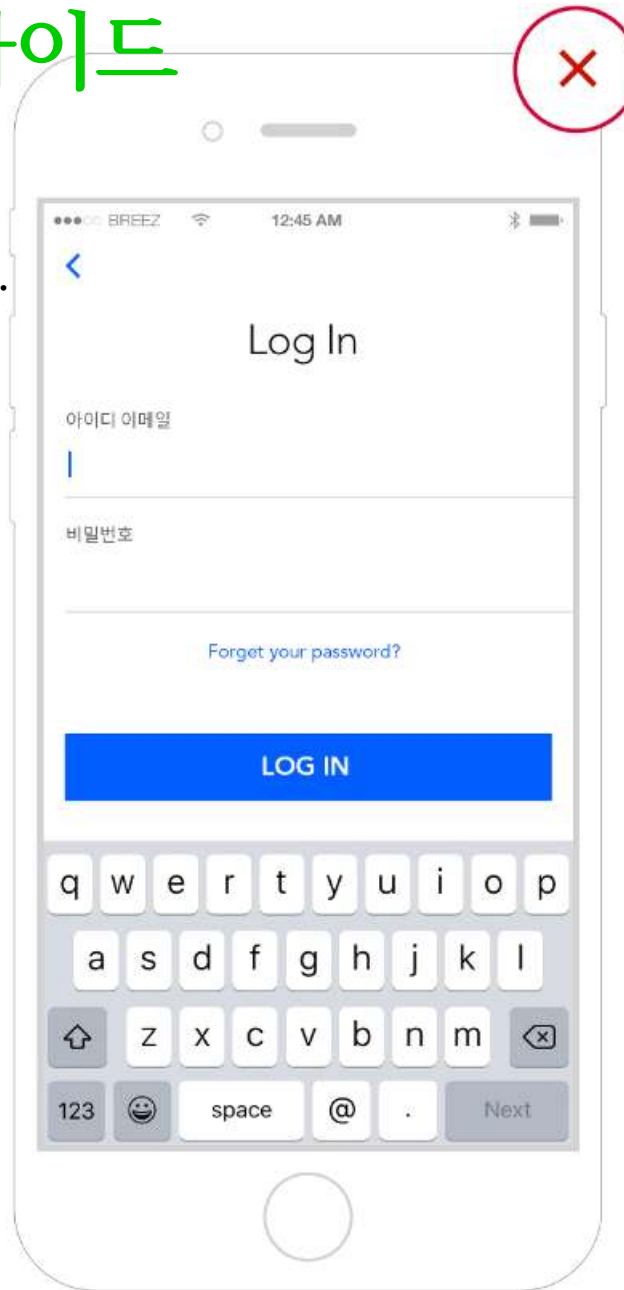 이드
BREEZ 12:45 AM
Log In
아이디 이메일
비밀번호
Forget your password?
LOG IN
q w e r t y u i o p
a s d f g h j k l
z x c v b n m
123 space @ . Next